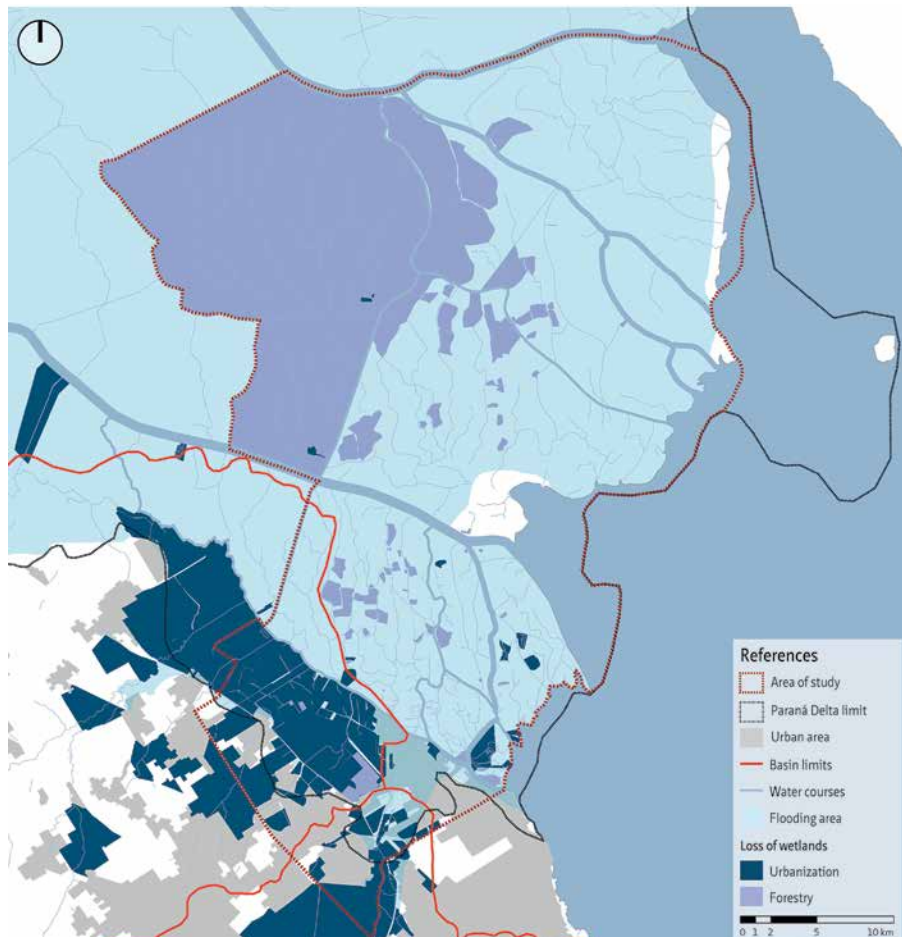 References
Area of study
Paraná Delta limit
Urban area
Basin limits
Water courses
Flooding area
Loss of wetlands
Urbanization
Forestry
0 1 2 5 10 km